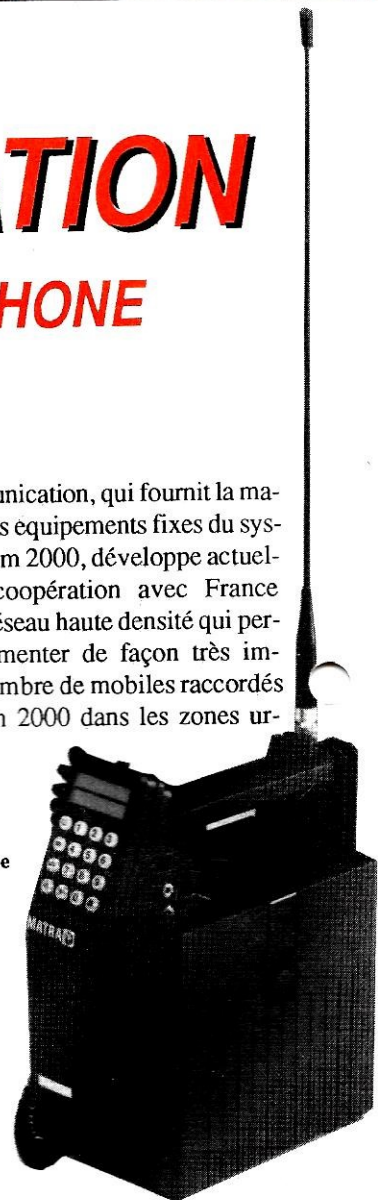 ATION
HONE
unication, qui fournit la ma-
s équipements fixes du sys-
m 2000, développe actuel-
coopération avec France
éseau haute densité qui per-
menter de façon très im-
mbre de mobiles raccordés
n 2000 dans les zones ur-
e
MATRA